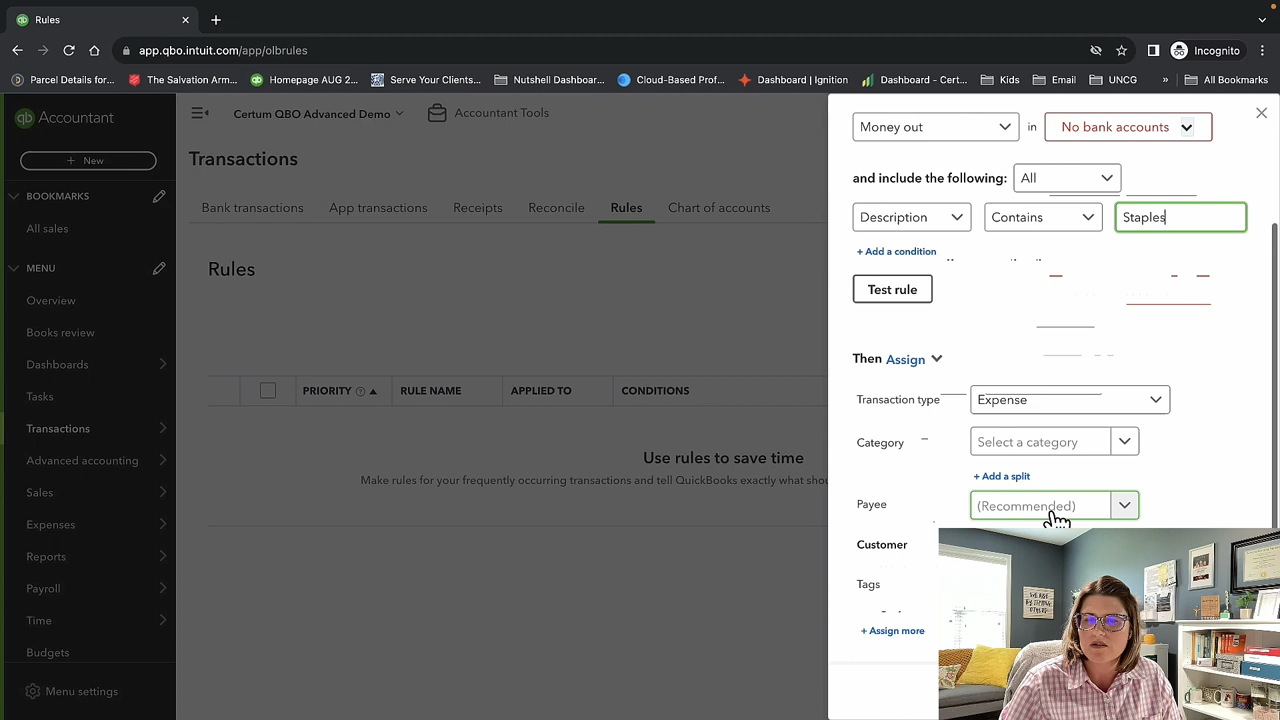 Rules
app.qbo.intuit.com/app/olbrules
Incognito
Parcel Details for...
The Salvation Arm...
Homepage AUG 2...
Serve Your Clients...
Nutshell Dashboar...
Cloud-Based Prof...
Dashboard | Ignition
Dashboard - Cert...
Kids
Email
UNCG
»
All Bookmarks
qb Accountant
Certum QBO Advanced Demo
Accountant Tools
+ New
BOOKMARKS
All sales
MENU
Overview
Books review
Dashboards
Tasks
Transactions
Advanced accounting
Sales
Expenses
Reports
Payroll
Time
Budgets
Menu settings
Transactions
Bank transactions
App transactions
Receipts
Reconcile
Rules
Chart of accounts
Rules
PRIORITY
RULE NAME
APPLIED TO
CONDITIONS
Use rules to save time
Make rules for your frequently occurring transactions and tell QuickBooks exactly what shou
Money out
in
No bank accounts
and include the following:
All
Description
Contains
Staples
+ Add a condition
Test rule
Then Assign
Transaction type
Expense
Category
Select a category
+ Add a split
Payee
(Recommended)
Customer
Tags
+ Assign more